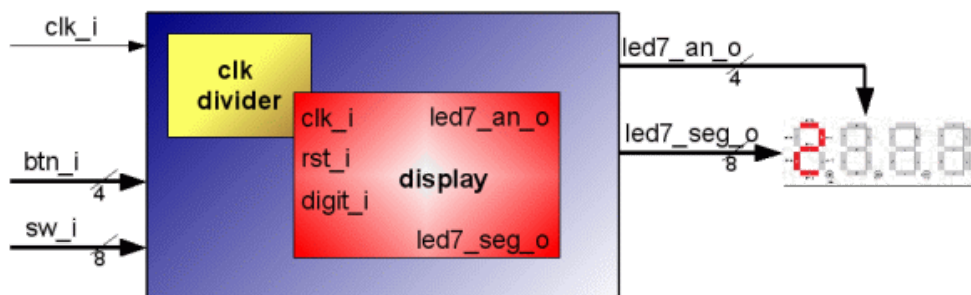 clk_i
btn_i
4
sw_i
8
clk
divider
clk_i
led7_an_o
rst_i
display
digit_i
led7_seg_o
led7_an_o
4
led7_seg_o
8